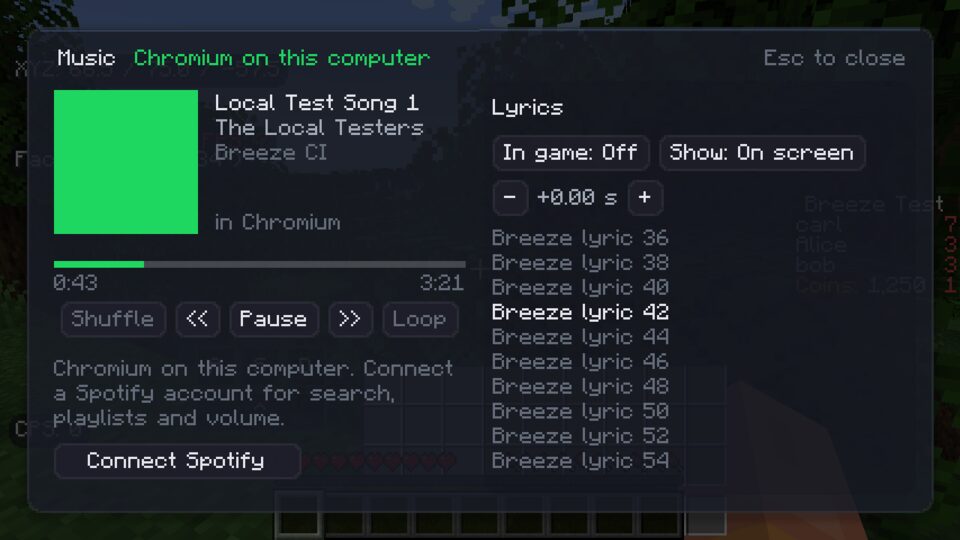 Music Chromium on this computer
Esc to close
Local Test Song 1
The Local Testers
Breeze CI
in Chromium
0:43
3:21
Shuffle
<<
Pause
>>
Loop
Chromium on this computer. Connect
a Spotify account for search,
playlists and volume.
Connect Spotify
Lyrics
In game: Off
Show: On screen
-
+0.00 s
+
Breeze lyric 36
Breeze lyric 38
Breeze lyric 40
Breeze lyric 42
Breeze lyric 44
Breeze lyric 46
Breeze lyric 48
Breeze lyric 50
Breeze lyric 52
Breeze lyric 54
Breeze Test
carl 7
Alice 3
bob 3
Coins: 1,250 1